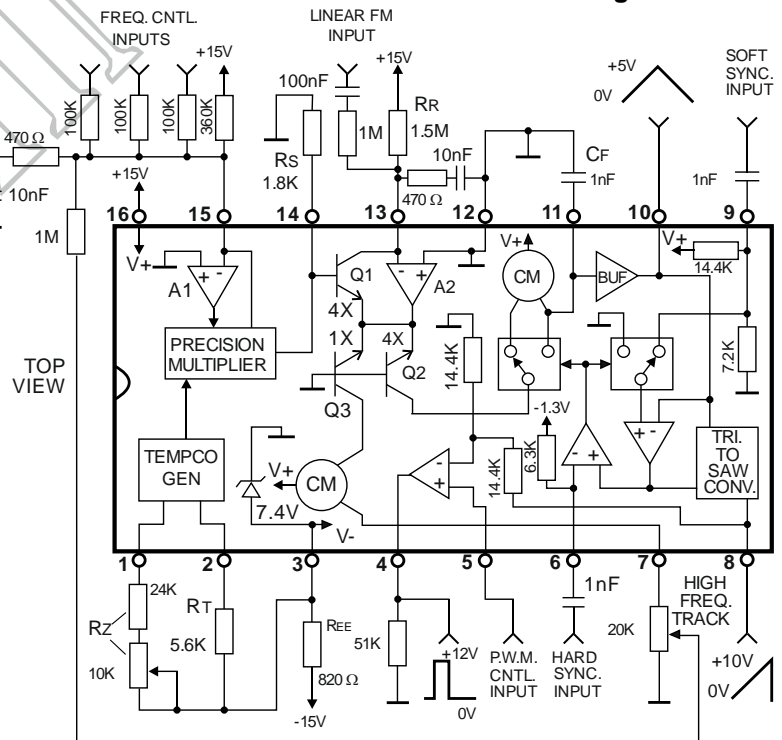 FREQ. CNTL.
INPUTS
LINEAR FM
INPUT
SOFT
SYNC.
INPUT
+15V
+15V
+5V
0V
100K
100K
100K
360K
100nF
1M
RR
1.5M
10nF
470 Ω
CF
1nF
1nF
470 Ω
10nF
+15V
RS
1.8K
1M
16
15
14
13
12
11
10
9
V+
A1
+ -
Q1
4X
- +
A2
V+
CM
BUF
V+
14.4K
PRECISION
MULTIPLIER
1X
4X
Q2
Q3
14.4K
7.2K
TOP
VIEW
-1.3V
6.3K
- +
+ -
TEMPCO
GEN
V+
7.4V
CM
V-
-
+
14.4K
TRI.
TO
SAW
CONV.
1
2
3
4
5
6
7
8
24K
RZ
10K
RT
5.6K
REE
820 Ω
-15V
51K
+12V
0V
P.W.M.
CNTL.
INPUT
1nF
HARD
SYNC.
INPUT
20K
HIGH
FREQ.
TRACK
+10V
0V